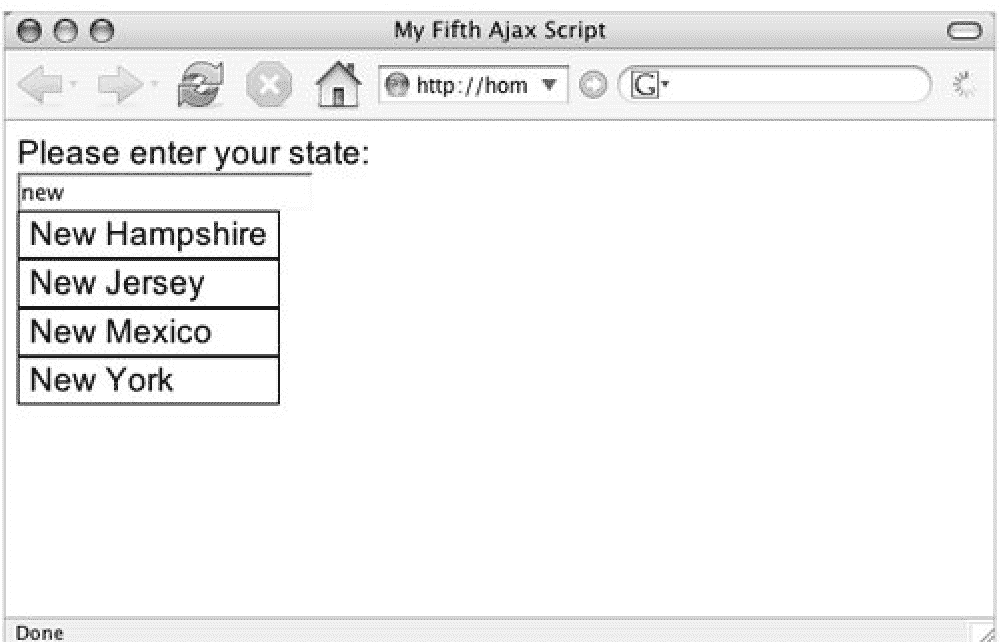 My Fifth Ajax Script
http://hom G
Please enter your state:
new
New Hampshire
New Jersey
New Mexico
New York
Done